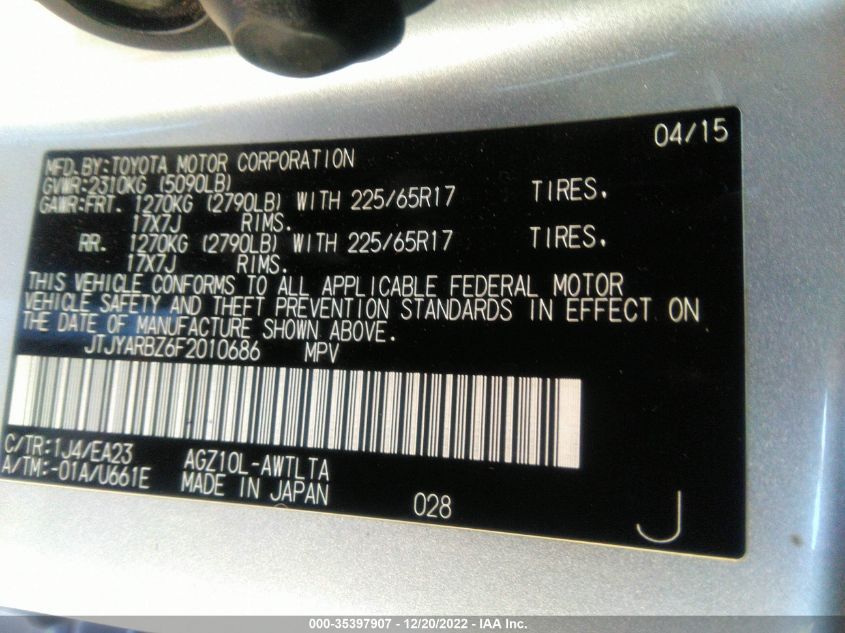 04/15
MFD.BY:TOYOTA MOTOR CORPORATION
GVWR:2310KG (5090LB)
GAWR:FRT. 1270KG (2790LB) WITH 225/65R17 TIRES.
17X7J RIMS.
RR. 1270KG (2790LB) WITH 225/65R17 TIRES.
17X7J RIMS.
THIS VEHICLE CONFORMS TO ALL APPLICABLE FEDERAL MOTOR
VEHICLE SAFETY AND THEFT PREVENTION STANDARDS IN EFFECT ON
THE DATE OF MANUFACTURE SHOWN ABOVE.
JTJYARBZ6F2010686 MPV
C/TR:1J4/EA23
A/TM:-01A/U661E
AGZ10L-AWTLTA
MADE IN JAPAN
028
J
000-35397907 - 12/20/2022 - IAA Inc.